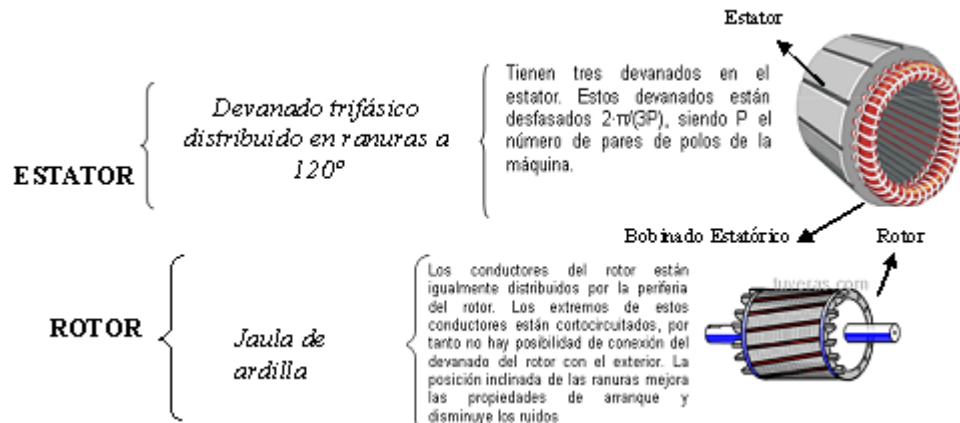 Estator
Tienen tres devanados en el
estator. Estos devanados están
desfasados 2·π/(3P), siendo P el
número de pares de polos de la
máquina.
Devanado trifásico
distribuido en ranuras a
120º
ESTATOR
Bobinado Estatórico
Rotor
Los conductores del rotor están
igualmente distribuidos por la periferia
del rotor. Los extremos de estos
conductores están cortocircuitados, por
tanto no hay posibilidad de conexión del
devanado del rotor con el exterior. La
posición inclinada de las ranuras mejora
las propiedades de arranque y
disminuye los ruidos
tuveras.com
ROTOR
Jaula de
ardilla